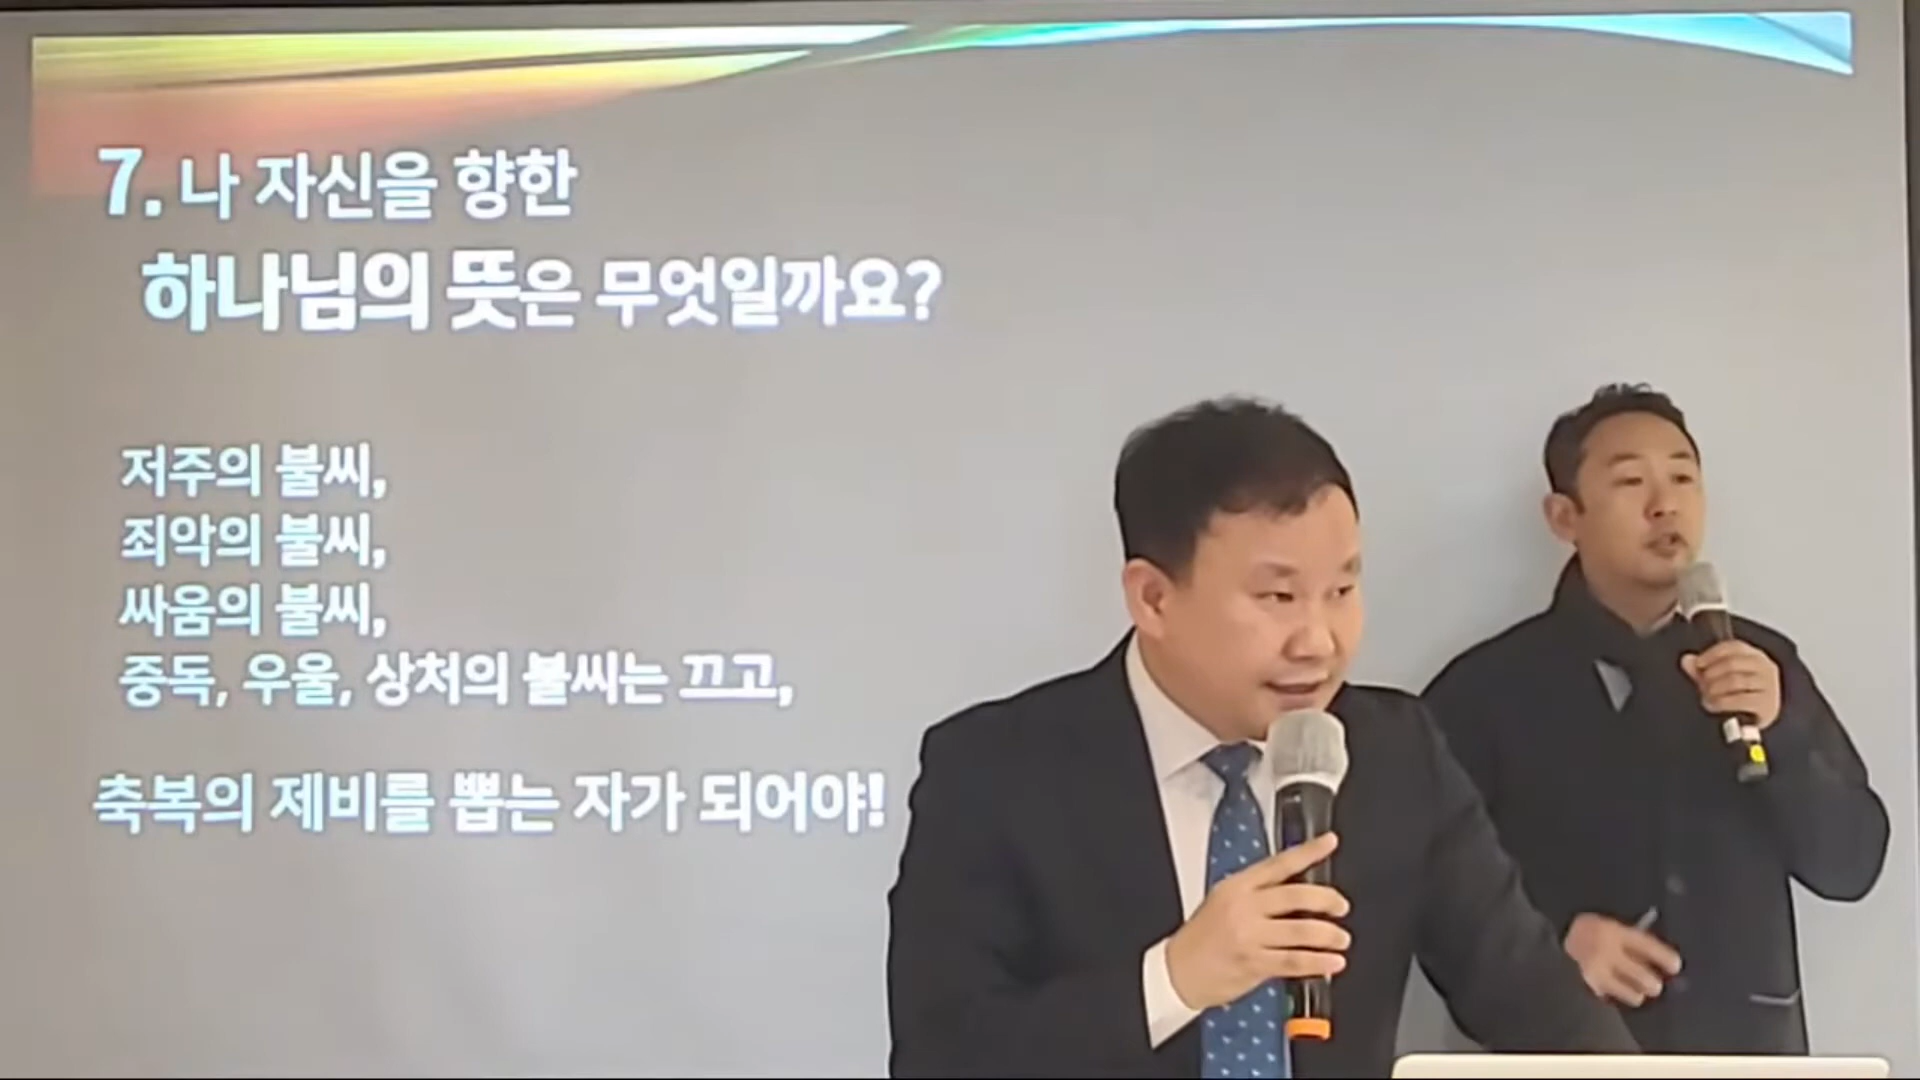 7. 나 자신을 향한
하나님의 뜻은 무엇일까요?
저주의 불씨,
죄악의 불씨,
싸움의 불씨,
중독, 우울, 상처의 불씨는 끄고,
축복의 제비를 뽑는 자가 되어야!